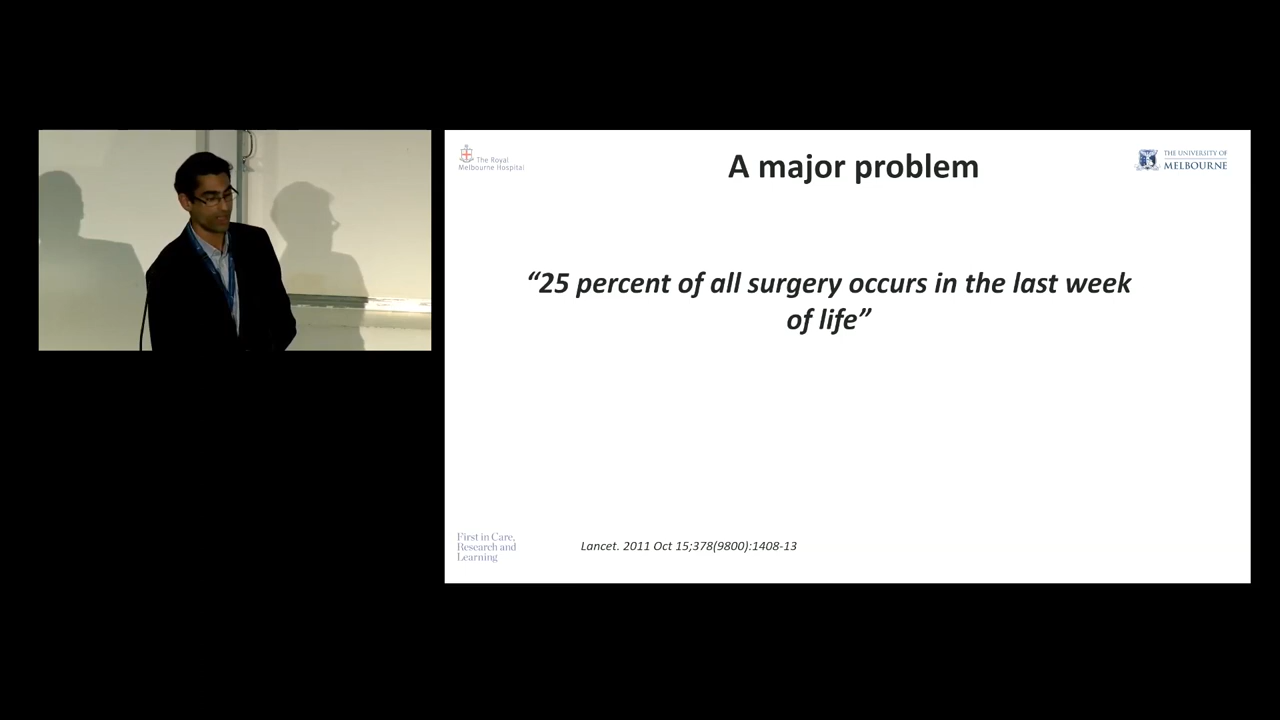 The Royal
Melbourne Hospital
A major problem
THE UNIVERSITY OF
MELBOURNE
“25 percent of all surgery occurs in the last week
of life”
First in Care,
Research and
Learning
Lancet. 2011 Oct 15;378(9800):1408-13